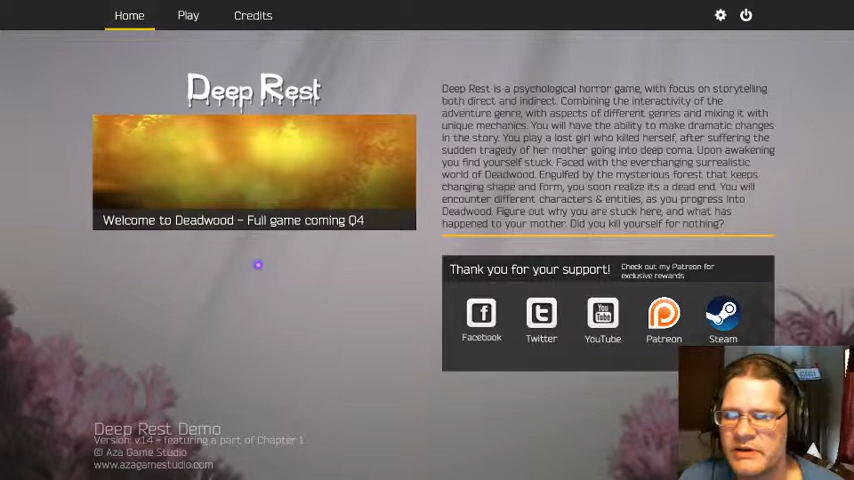 Home Play Credits
Deep Rest
Welcome to Deadwood - Full game coming Q4
Deep Rest is a psychological horror game, with focus on storytelling
both direct and indirect. Combining the interactivity of the
adventure genre, with aspects of different genres and mixing it with
unique mechanics. You will have the ability to make dramatic changes
in the story. You play a lost girl who killed herself, after suffering the
sudden tragedy of her mother going into deep coma. Upon awakening
you find yourself stuck. Faced with the everchanging surrealistic
world of Deadwood. Engulfed by the mysterious forest that keeps
changing shape and form, you soon realize its a dead end. You will
encounter different characters & entities, as you progress into
Deadwood. Figure out why you are stuck here, and what has
happened to your mother. Did you kill yourself for nothing?
Thank you for your support!
Check out my Patreon for
exclusive rewards
You
Tube
Facebook Twitter YouTube Patreon Steam
Deep Rest Demo
Version: v.1.4 - featuring a part of Chapter 1
© Aza Game Studio
www.azagamestudio.com